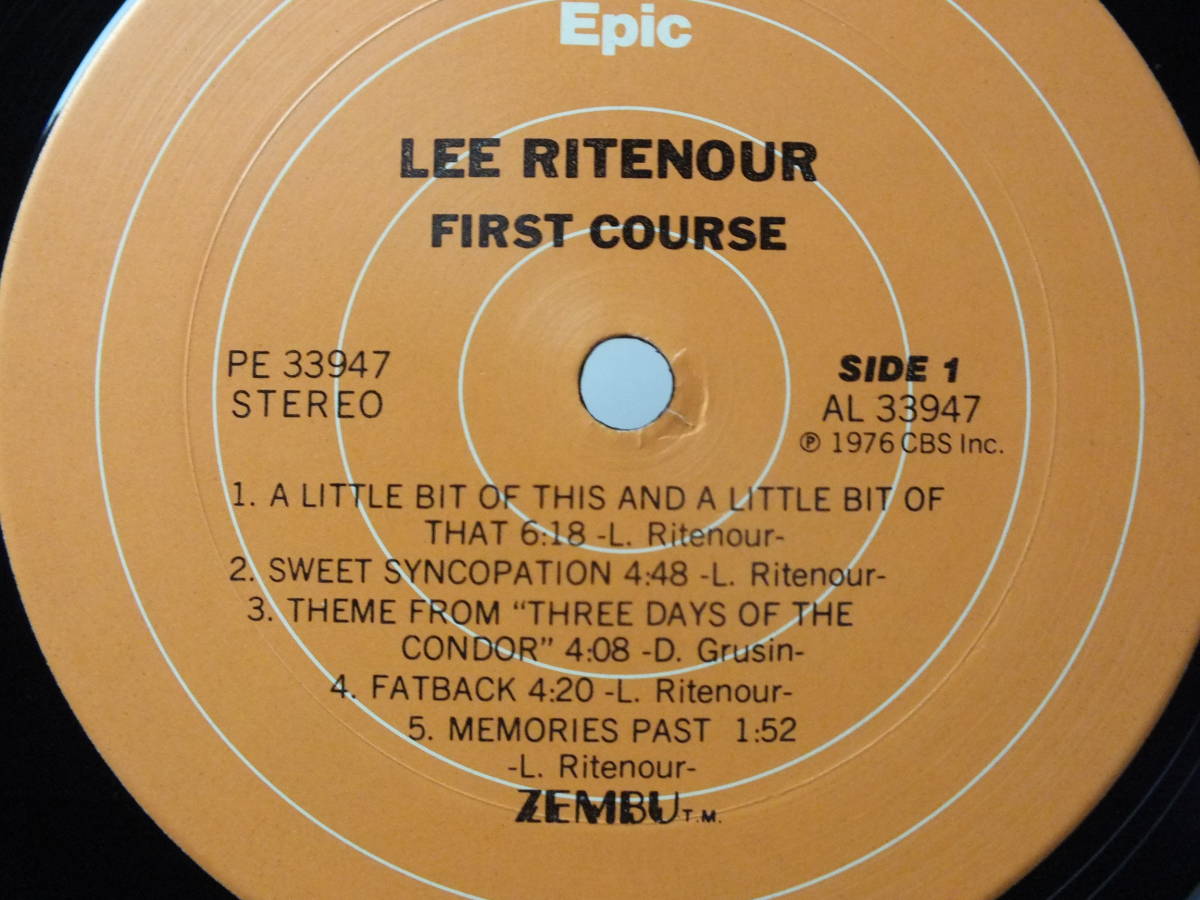 Epic
LEE RITENOUR
FIRST COURSE
PE 33947
STEREO
SIDE 1
AL 33947
℗ 1976 CBS Inc.
1. A LITTLE BIT OF THIS AND A LITTLE BIT OF
THAT 6:18 -L. Ritenour-
2. SWEET SYNCOPATION 4:48 -L. Ritenour-
3. THEME FROM "THREE DAYS OF THE
CONDOR" 4:08 -D. Grusin-
4. FATBACK 4:20 -L. Ritenour-
5. MEMORIES PAST 1:52
-L. Ritenour-
ZEMBU T.M.